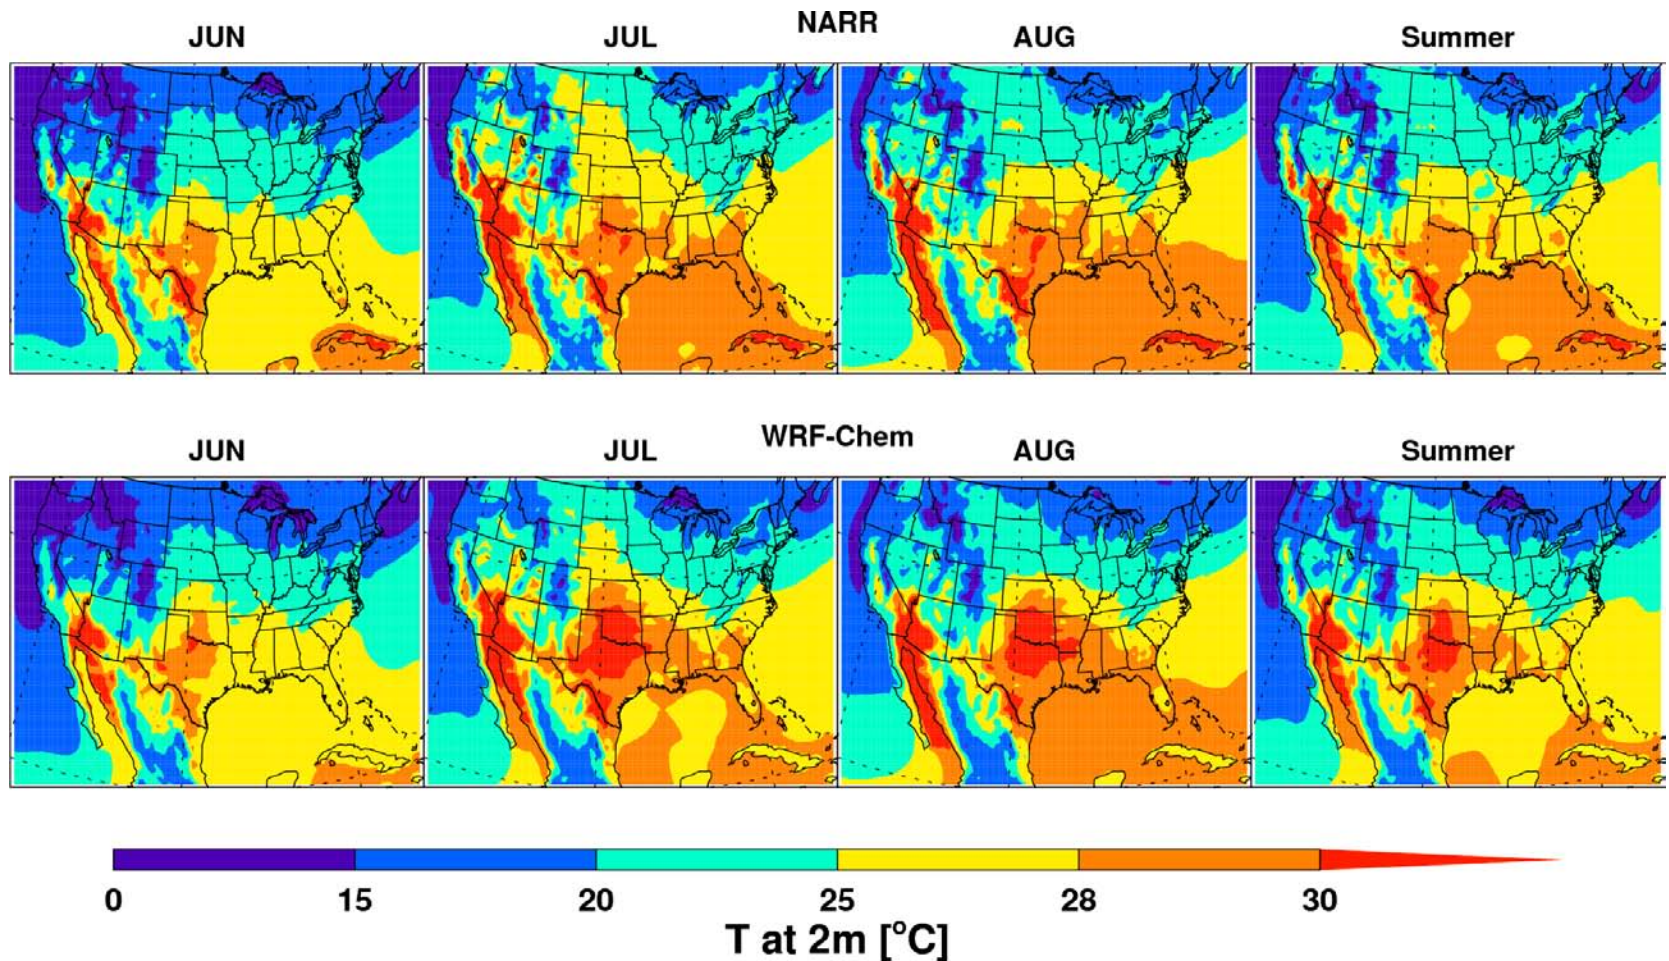 NARR
JUN JUL AUG Summer
WRF-Chem
JUN JUL AUG Summer
0 15 20 25 28 30
T at 2m [°C]